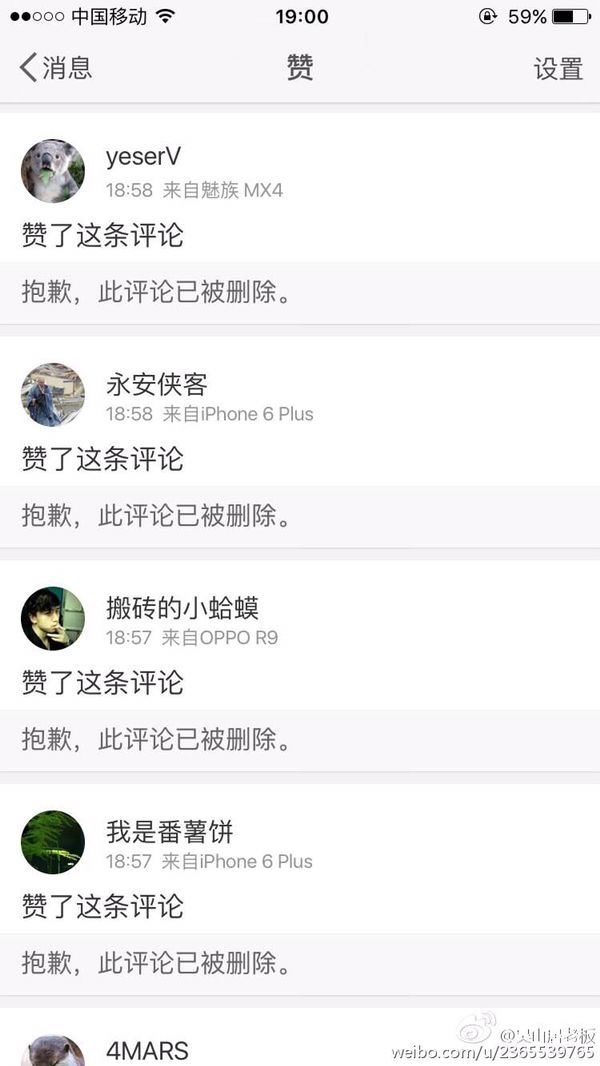 中国移动 19:00 59%
消息 赞 设置
yeserV
18:58 来自魅族 MX4
赞了这条评论
抱歉，此评论已被删除。
永安侠客
18:58 来自iPhone 6 Plus
赞了这条评论
抱歉，此评论已被删除。
搬砖的小蛤蟆
18:57 来自OPPO R9
赞了这条评论
抱歉，此评论已被删除。
我是番薯饼
18:57 来自iPhone 6 Plus
赞了这条评论
抱歉，此评论已被删除。
4MARS
weibo.com/u/2365539765